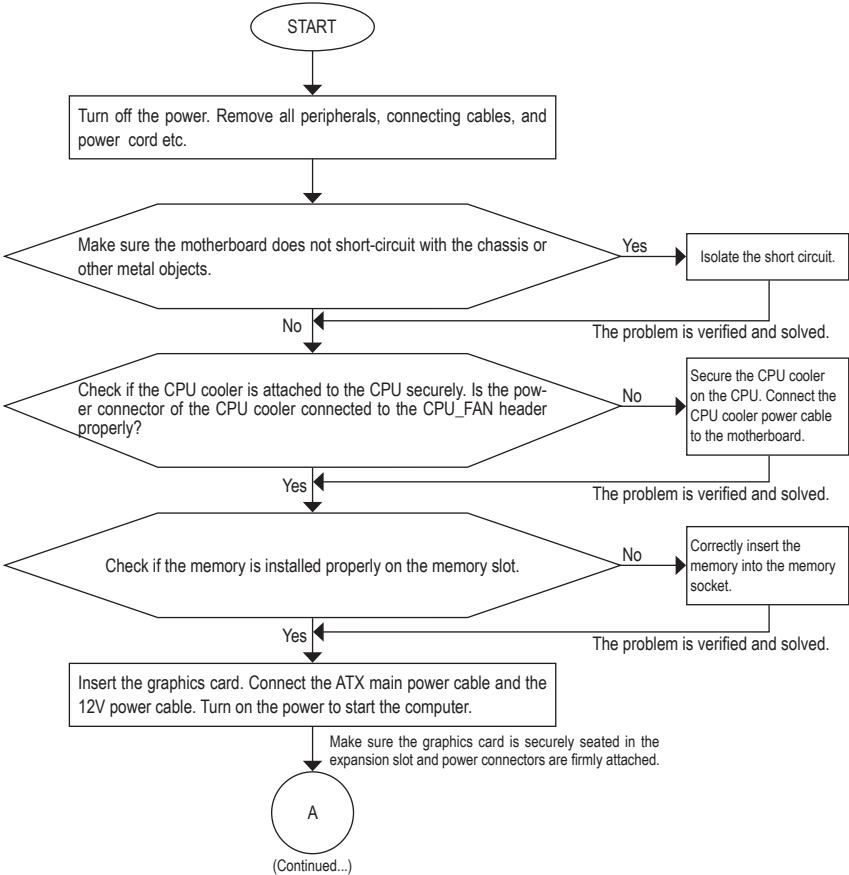 START
Turn off the power. Remove all peripherals, connecting cables, and
power cord etc.
Make sure the motherboard does not short-circuit with the chassis or
other metal objects.
Yes
Isolate the short circuit.
No
The problem is verified and solved.
Check if the CPU cooler is attached to the CPU securely. Is the pow-
er connector of the CPU cooler connected to the CPU_FAN header
properly?
No
Secure the CPU cooler
on the CPU. Connect the
CPU cooler power cable
to the motherboard.
Yes
The problem is verified and solved.
Check if the memory is installed properly on the memory slot.
No
Correctly insert the
memory into the memory
socket.
Yes
The problem is verified and solved.
Insert the graphics card. Connect the ATX main power cable and the
12V power cable. Turn on the power to start the computer.
Make sure the graphics card is securely seated in the
expansion slot and power connectors are firmly attached.
A
(Continued...)